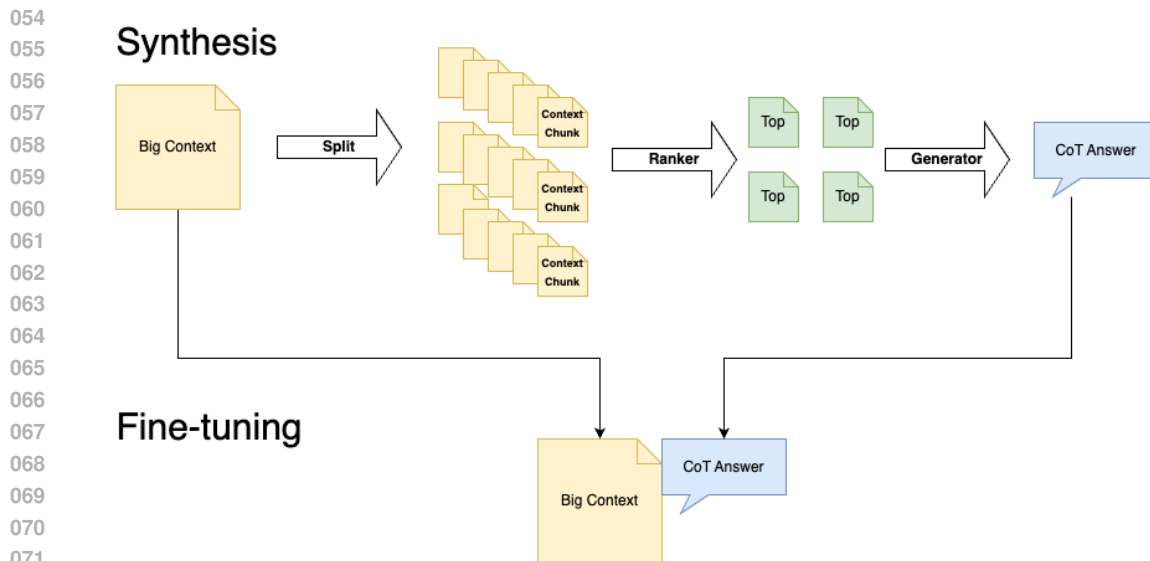 054
055
056
057
058
059
060
061
062
063
064
065
066
067
068
069
070
071
Synthesis
Big Context
Split
Context
Chunk
Context
Chunk
Context
Chunk
Ranker
Top
Top
Top
Top
Generator
CoT Answer
Fine-tuning
Big Context
CoT Answer